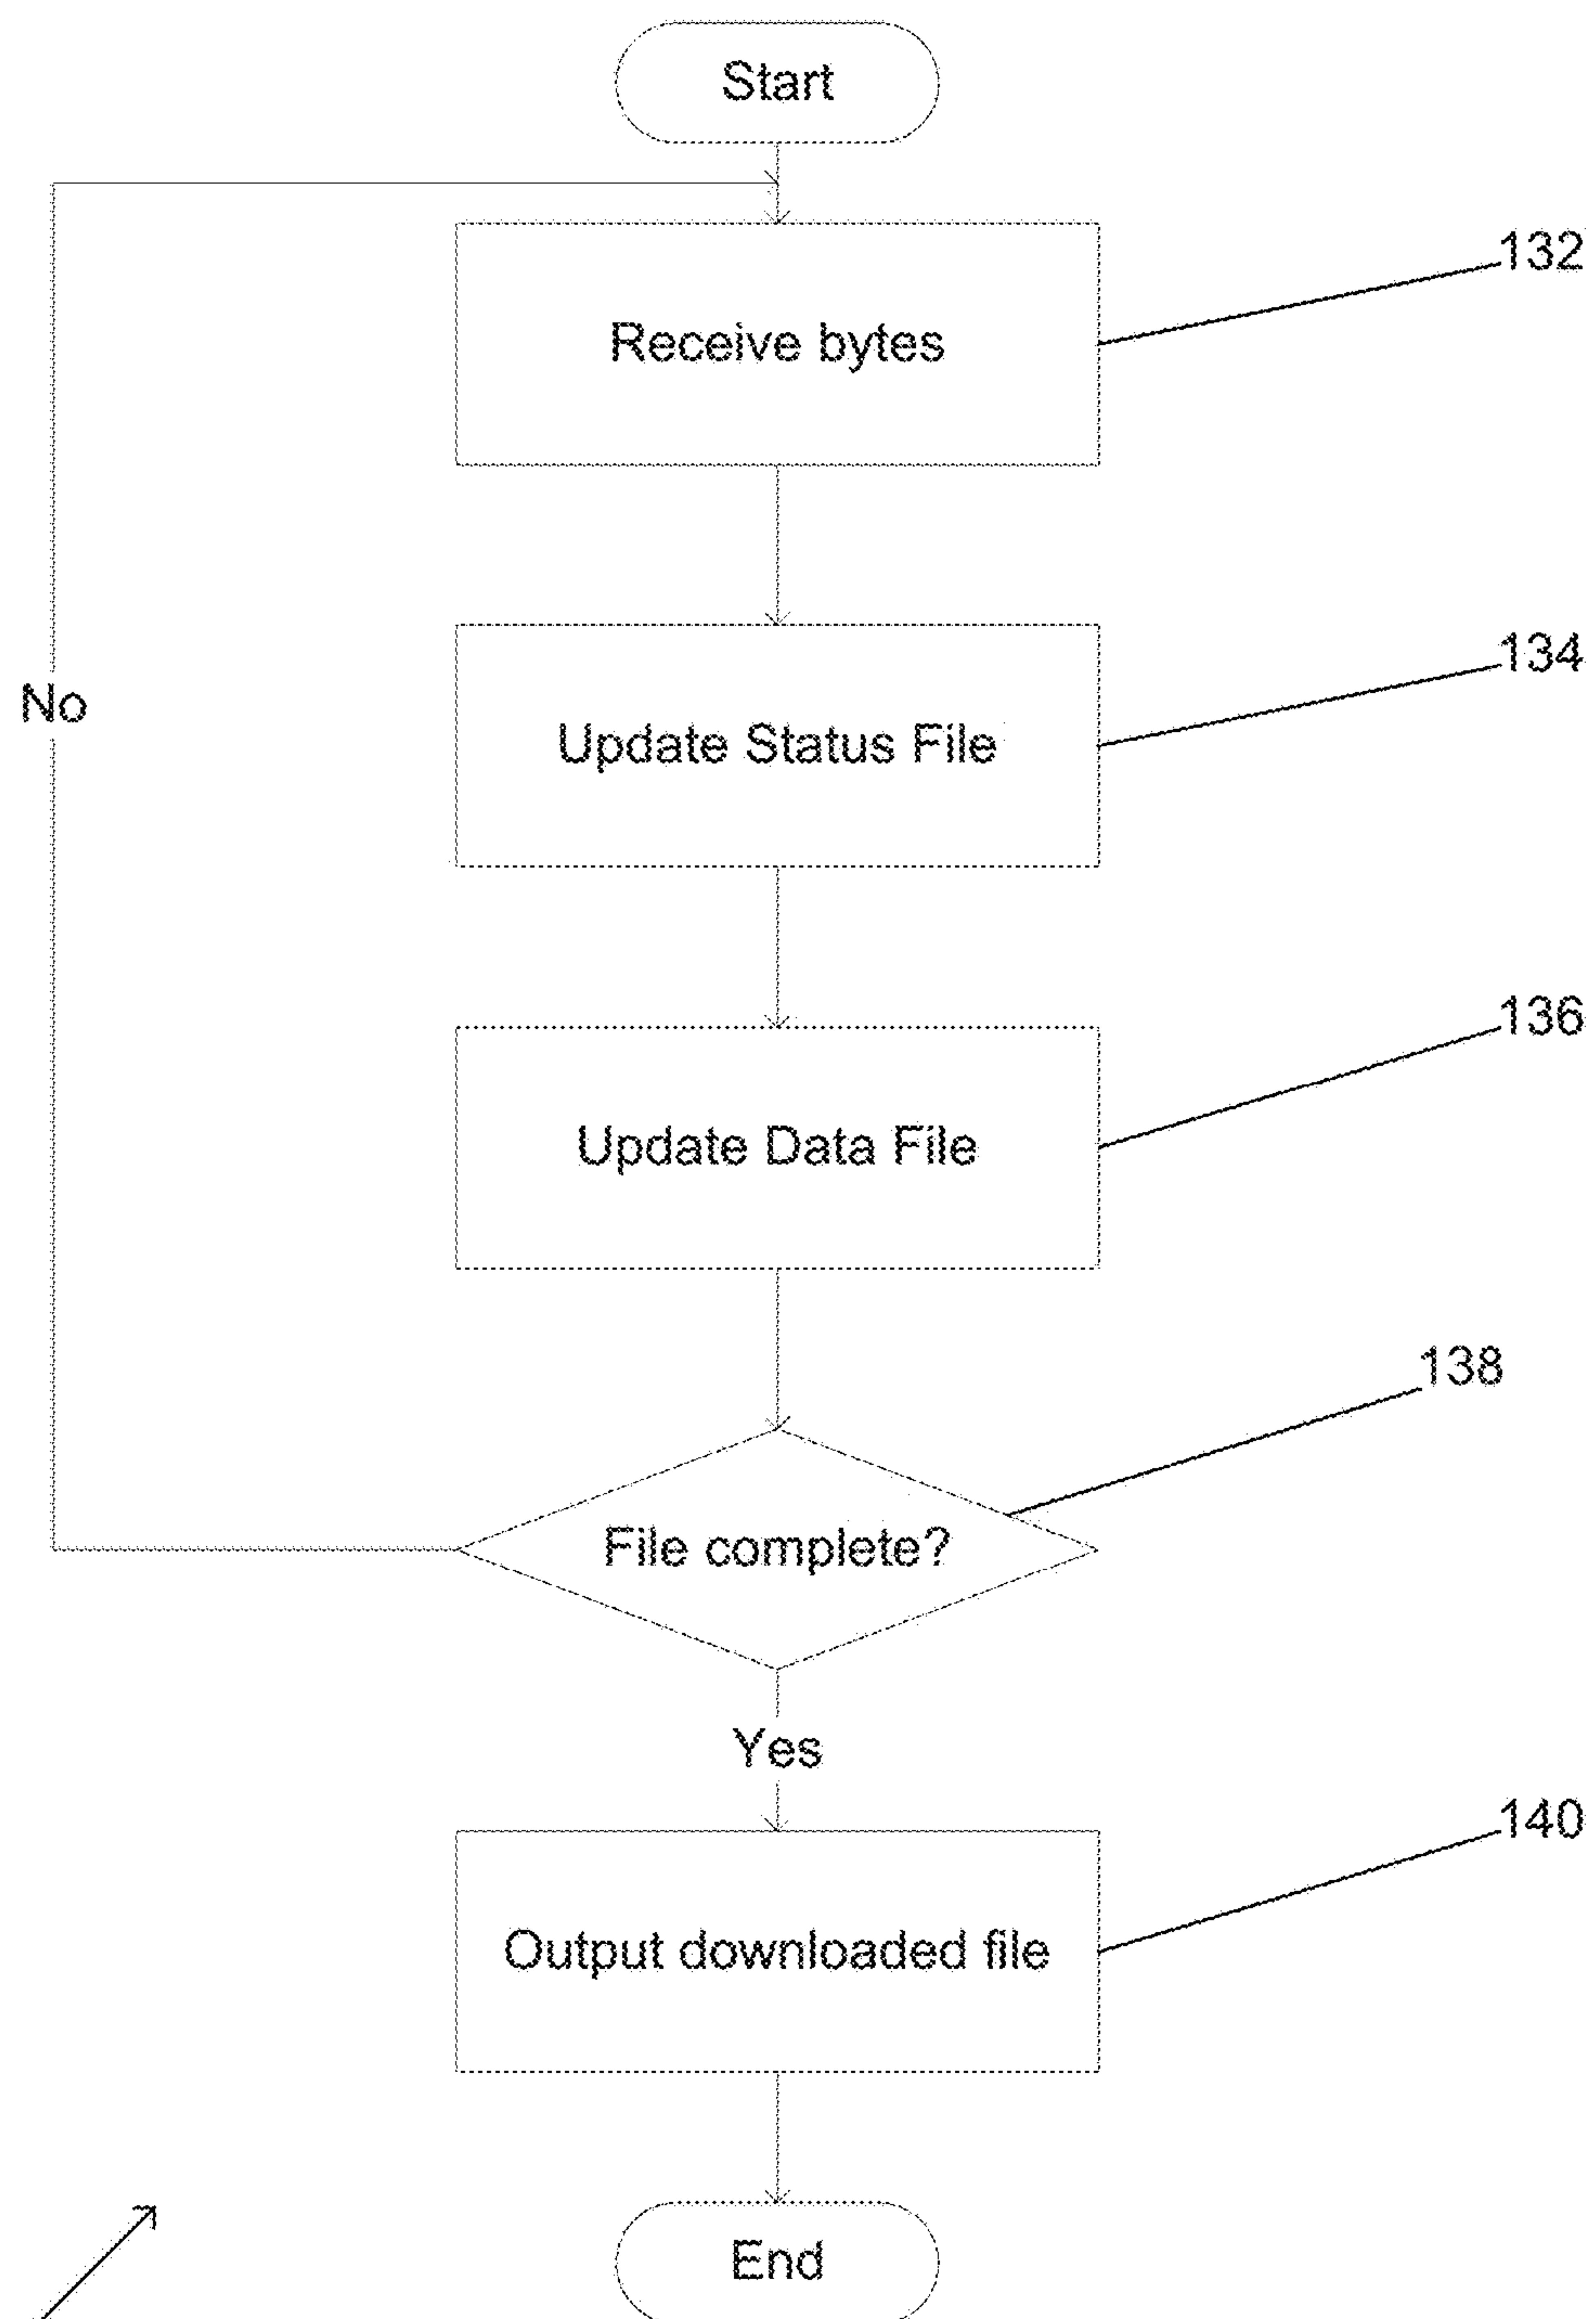 Start
132
Receive bytes
134
No
Update Status File
136
Update Data File
138
File complete?
Yes
140
Output downloaded file
End